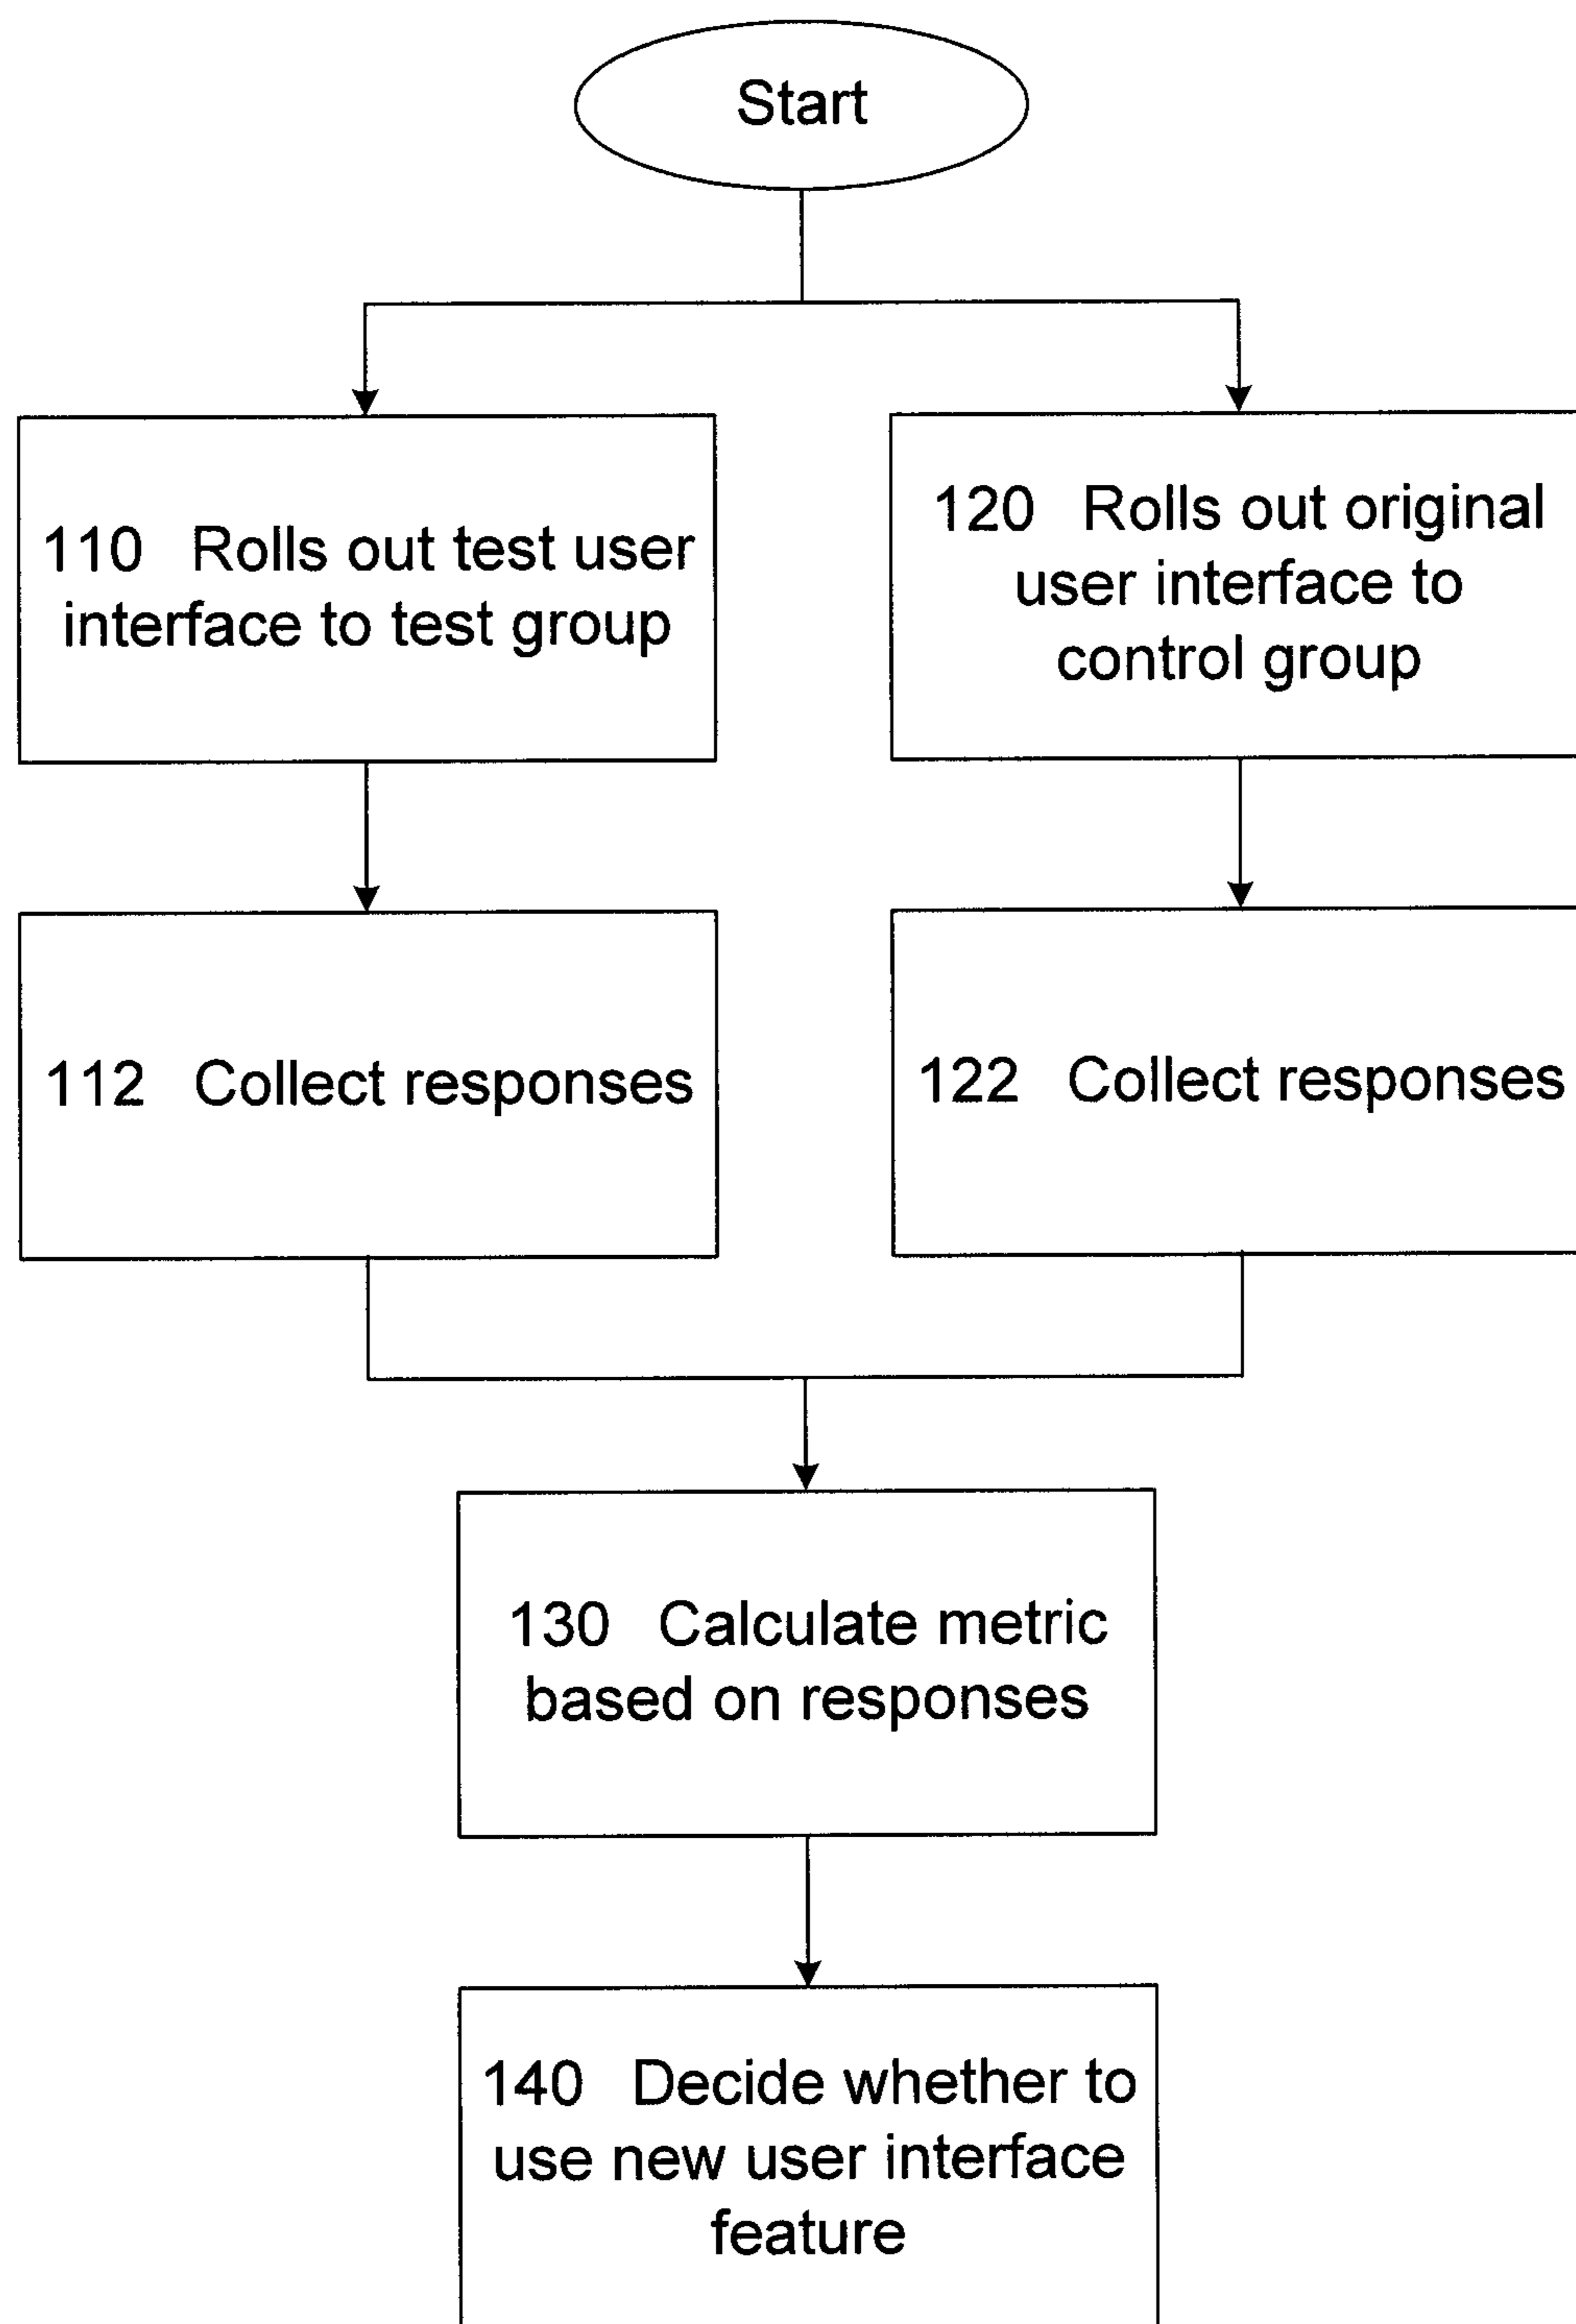 Start
110 Rolls out test user
interface to test group
120 Rolls out original
user interface to
control group
112 Collect responses
122 Collect responses
130 Calculate metric
based on responses
140 Decide whether to
use new user interface
feature